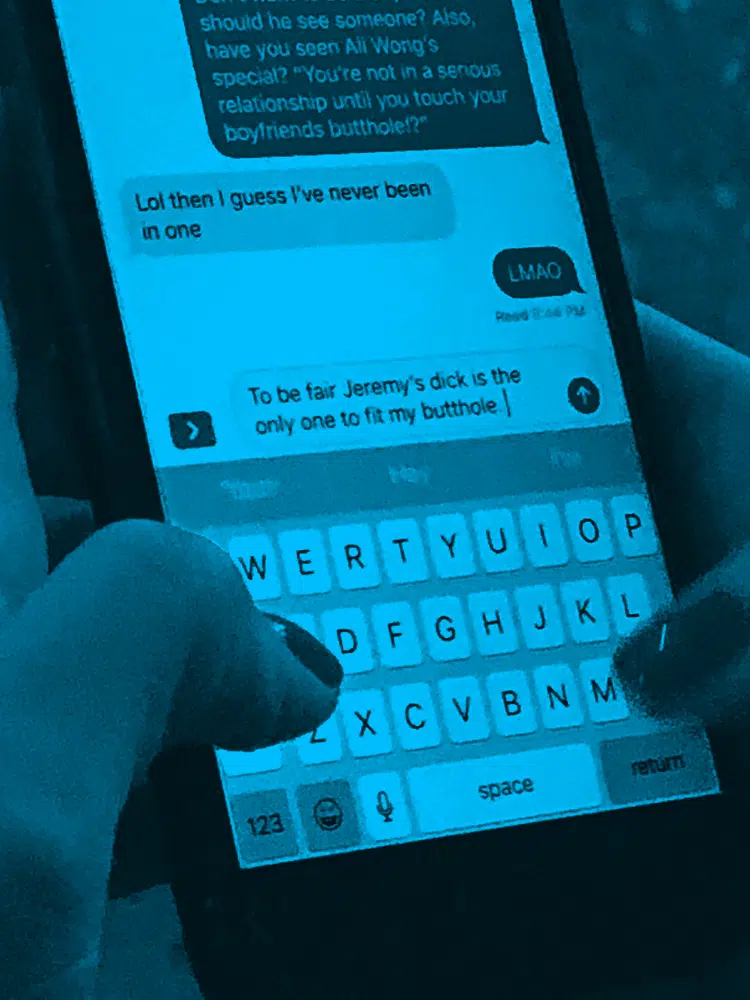 should he see someone? Also,
have you seen Ali Wong's
special? "You're not in a serious
relationship until you touch your
boyfriends butthole!?"
Lol then I guess I've never been
in one
LMAO
Read PM
To be fair Jeremy's dick is the
only one to fit my butthole.
W E R T Y U I O P
D F G H J K L
Z X C V B N M
123 space return